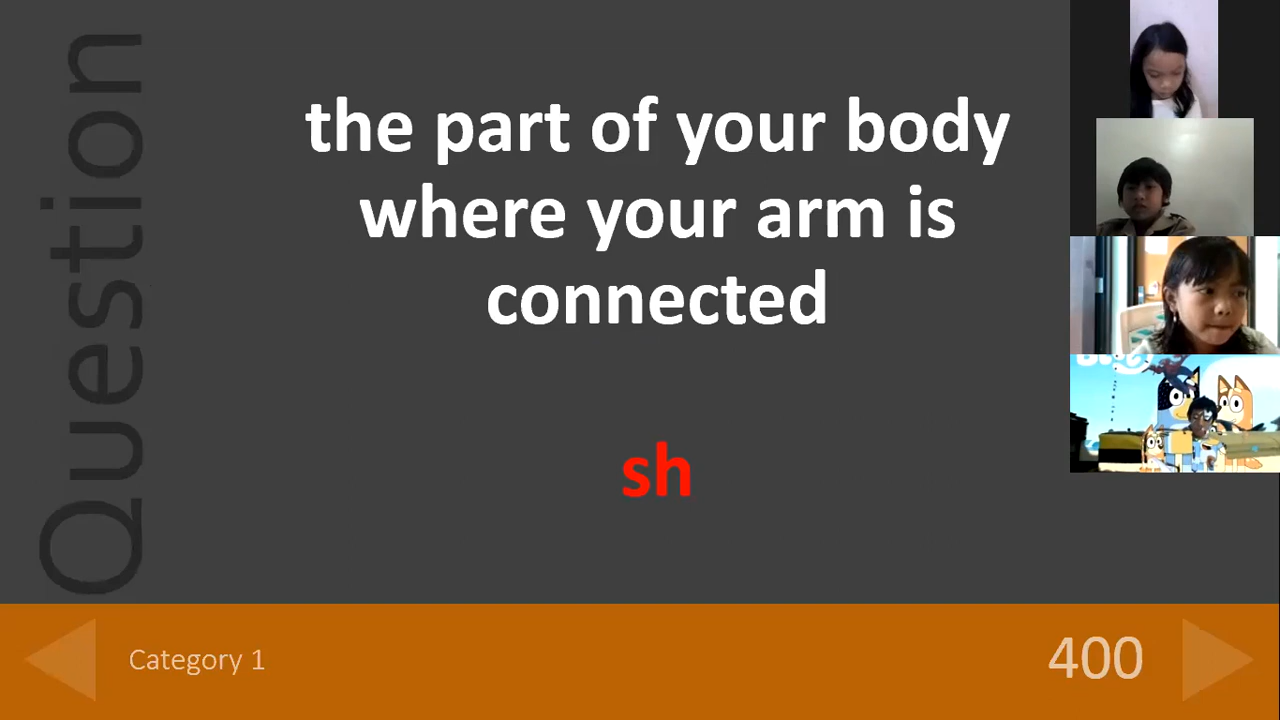 Question
the part of your body
where your arm is
connected
sh
Category 1
400